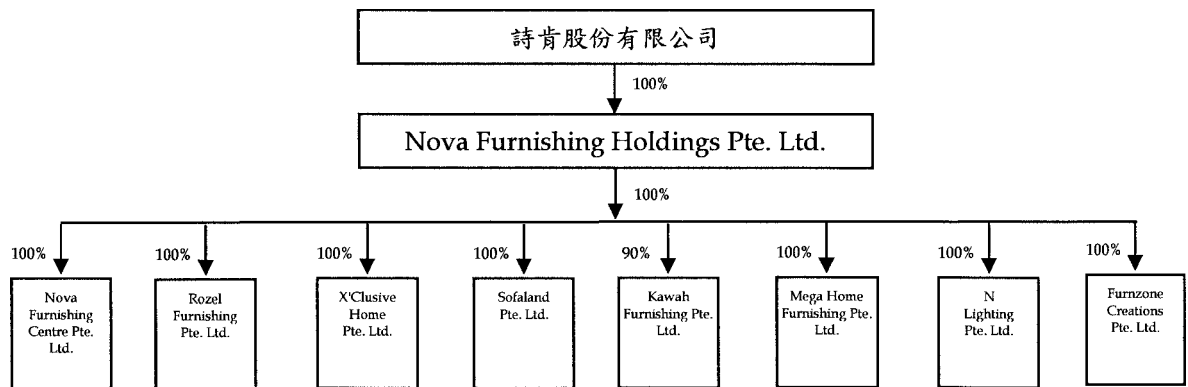 詩肯股份有限公司
100%
Nova Furnishing Holdings Pte. Ltd.
100%
100%
100%
100%
100%
90%
100%
100%
100%
Nova
Furnishing
Centre Pte.
Ltd.
Rozel
Furnishing
Pte. Ltd.
X'Clusive
Home
Pte. Ltd.
Sofaland
Pte. Ltd.
Kawah
Furnishing Pte.
Ltd.
Mega Home
Furnishing Pte.
Ltd.
N
Lighting
Pte. Ltd.
Furnzone
Creations
Pte. Ltd.